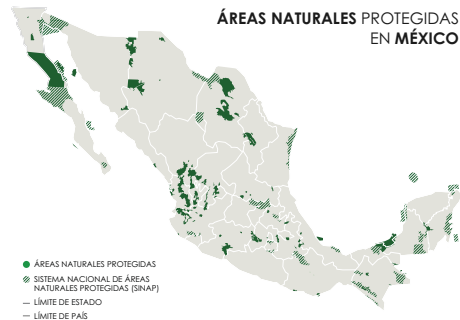 ÁREAS NATURALES PROTEGIDAS
EN MÉXICO
ÁREAS NATURALES PROTEGIDAS
SISTEMA NACIONAL DE ÁREAS
NATURALES PROTEGIDAS (SINAP)
LÍMITE DE ESTADO
LÍMITE DE PAÍS